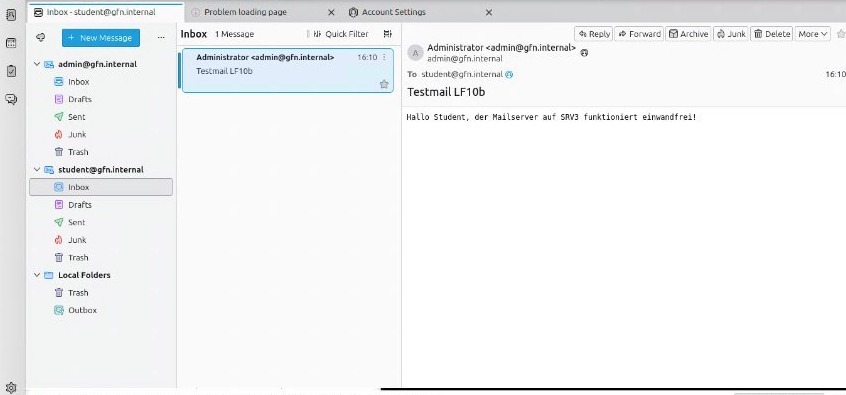 Inbox - student@gfn.internal
Problem loading page
Account Settings
New Message
admin@gfn.internal
Inbox
Drafts
Sent
Junk
Trash
student@gfn.internal
Inbox
Drafts
Sent
Junk
Trash
Local Folders
Trash
Outbox
Inbox 1 Message Quick Filter
Administrator <admin@gfn.internal> 16:10
Testmail LF10b
Reply Forward Archive Junk Delete More
A
Administrator <admin@gfn.internal>
admin@gfn.internal
To student@gfn.internal 16:10
Testmail LF10b
Hallo Student, der Mailserver auf SRV3 funktioniert einwandfrei!